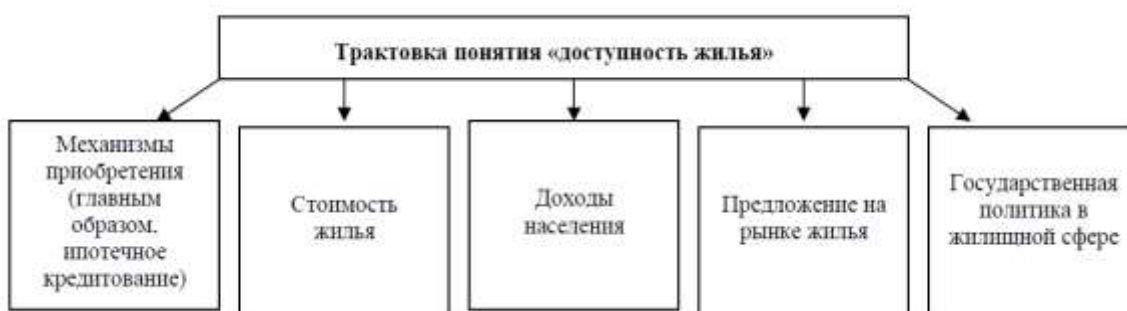 Трактовка понятия «доступность жилья»
Механизмы
приобретения
(главным
образом,
ипотечное
кредитование)
Стоимость
жилья
Доходы
населения
Предложение на
рынке жилья
Государственная
политика в
жилищной сфере